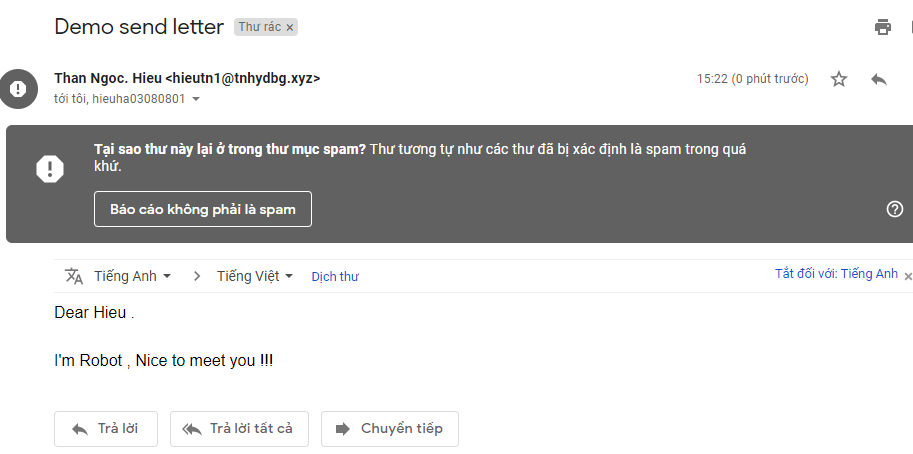 Demo send letter Thư rác ×
Than Ngoc. Hieu <hieutn1@tnhydbg.xyz> 15:22 (0 phút trước)
tới tôi, hieuha03080801
Tại sao thư này lại ở trong thư mục spam? Thư tương tự như các thư đã bị xác định là spam trong quá
khứ.
Báo cáo không phải là spam
Tiếng Anh > Tiếng Việt Dịch thư Tắt đối với: Tiếng Anh ×
Dear Hieu .
I'm Robot , Nice to meet you !!!
Trả lời Trả lời tất cả Chuyển tiếp